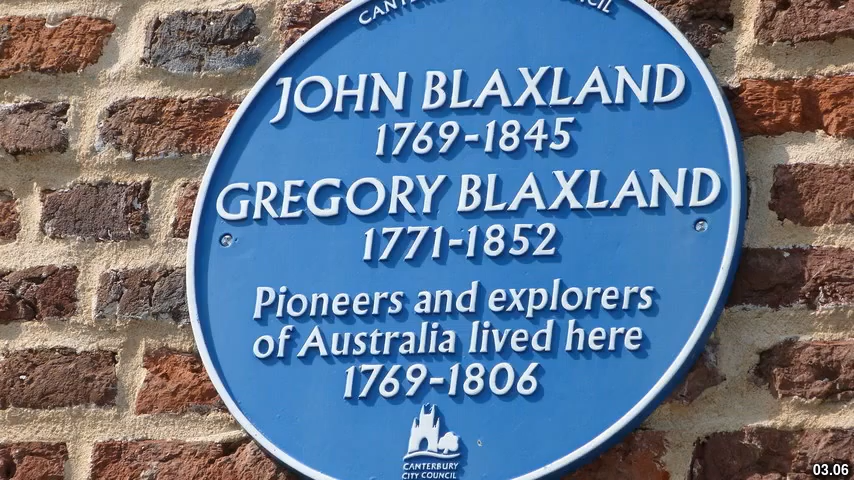 JOHN BLAXLAND
1769-1845
GREGORY BLAXLAND
1771-1852
Pioneers and explorers
of Australia lived here
1769-1806
CANTERBURY
CITY COUNCIL
03.06